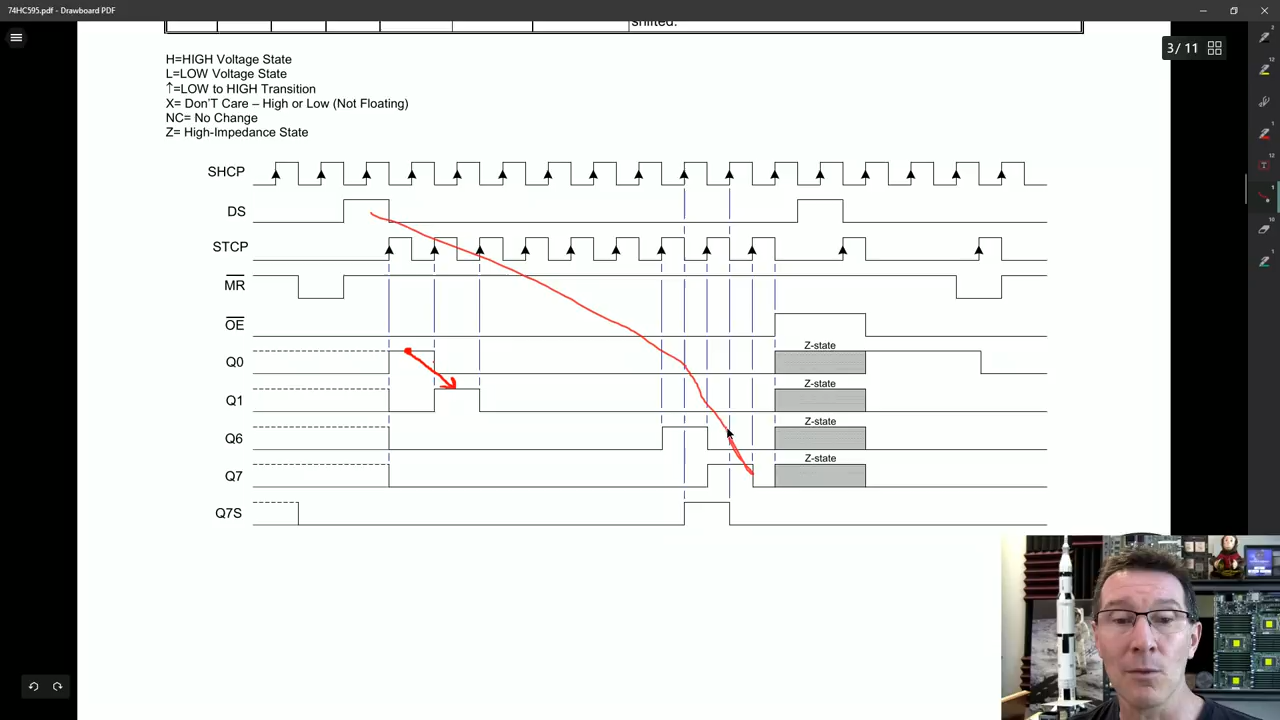 74HC595.pdf - Drawboard PDF
shifted.
3 / 11
H=HIGH Voltage State
L=LOW Voltage State
↑=LOW to HIGH Transition
X= Don'T Care – High or Low (Not Floating)
NC= No Change
Z= High-Impedance State
SHCP
DS
STCP
MR
OE
Z-state
Q0
Z-state
Q1
Z-state
Q6
Z-state
Q7
Q7S